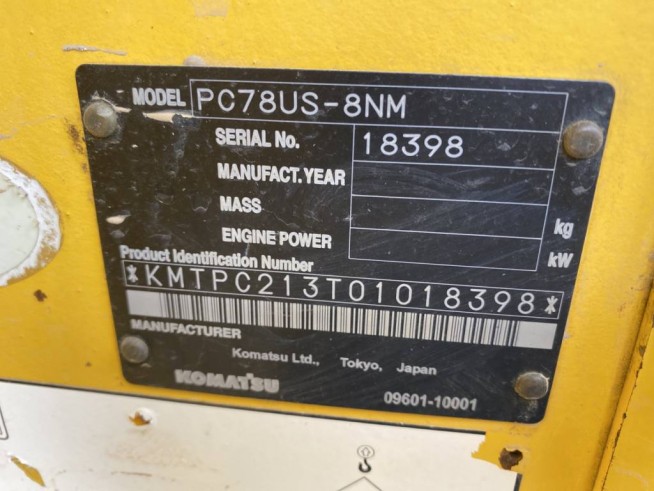 MODEL PC78US-8NM
SERIAL No. 18398
MANUFACT. YEAR
MASS kg
ENGINE POWER kW
Product Identification Number
*KMTPC213T01018398*
MANUFACTURER
Komatsu Ltd., Tokyo, Japan
KOMATSU 09601-10001